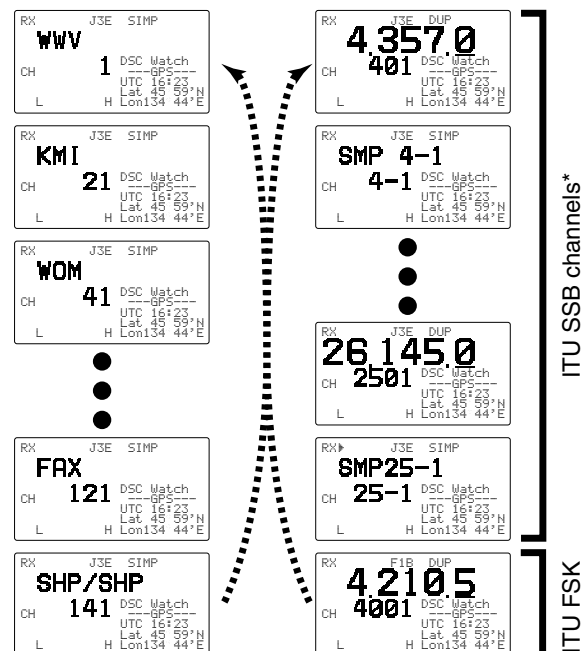 RX J3E SIMP
WWV
CH 1 DSC Watch
---GPS---
UTC 16:23
Lat 45 59'N
L H Lon134 44'E
RX J3E SIMP
KMI
CH 21 DSC Watch
---GPS---
UTC 16:23
Lat 45 59'N
L H Lon134 44'E
RX J3E SIMP
WOM
CH 41 DSC Watch
---GPS---
UTC 16:23
Lat 45 59'N
L H Lon134 44'E
RX J3E SIMP
FAX
CH 121 DSC Watch
---GPS---
UTC 16:23
Lat 45 59'N
L H Lon134 44'E
RX J3E SIMP
SHP/SHP
CH 141 DSC Watch
---GPS---
UTC 16:23
Lat 45 59'N
L H Lon134 44'E
RX J3E DUP
4,357.0
CH 401 DSC Watch
---GPS---
UTC 16:23
Lat 45 59'N
L H Lon134 44'E
RX J3E SIMP
SMP 4-1
CH 4-1 DSC Watch
---GPS---
UTC 16:23
Lat 45 59'N
L H Lon134 44'E
RX J3E DUP
26,145.0
CH 2501 DSC Watch
---GPS---
UTC 16:23
Lat 45 59'N
L H Lon134 44'E
RX J3E SIMP
SMP25-1
CH 25-1 DSC Watch
---GPS---
UTC 16:23
Lat 45 59'N
L H Lon134 44'E
RX F1B DUP
4,210.5
CH 4001 DSC Watch
---GPS---
UTC 16:23
Lat 45 59'N
L H Lon134 44'E
ITU SSB channels*
ITU FSK